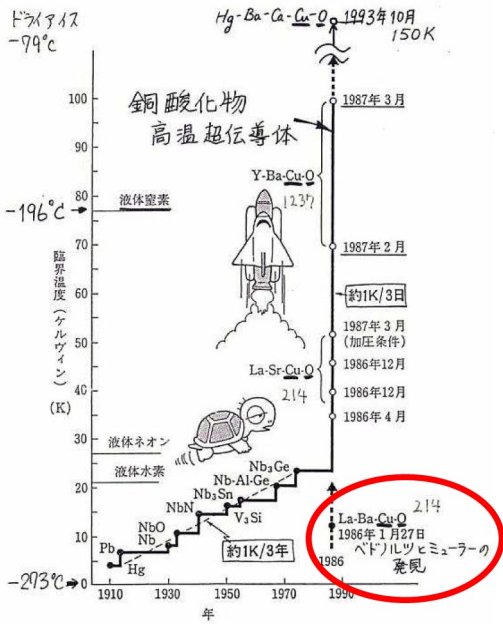 ドライアイス
-79℃
Hg-Ba-Ca-Cu-O
1993年10月
150K
100
90
80
70
60
50
40
30
20
10
0
銅酸化物
高温超伝導体
1987年3月
Y-Ba-Cu-O
1237
液体窒素
-196℃
1987年2月
臨界温度(ケルヴィン)
(K)
約1K/3日
1987年3月
(加圧条件)
La-Sr-Cu-O
214
1986年12月
1986年12月
1986年4月
液体ネオン
液体水素
Nb₃Ge
Nb-Al-Ge
Nb₃Sn
V₃Si
NbN
NbO
Nb
Pb
Hg
約1K/3年
214
La-Ba-Cu-O
1986年1月27日
ベドノルツとミューラーの
発見
-273℃
1986
1910
1930
1950
1970
1990
年